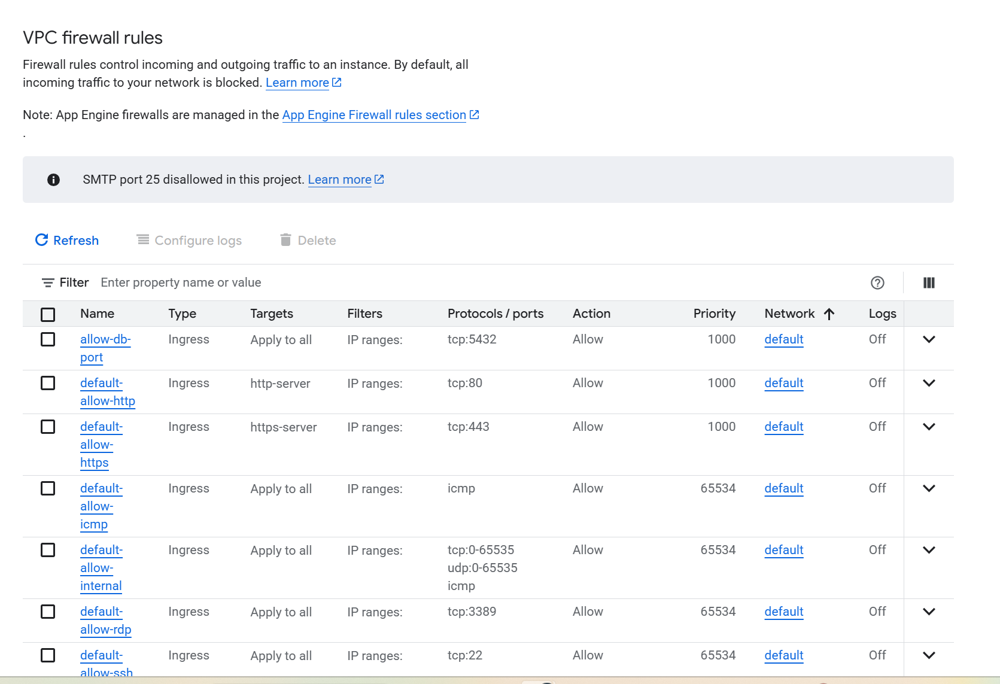 VPC firewall rules
Firewall rules control incoming and outgoing traffic to an instance. By default, all
incoming traffic to your network is blocked. Learn more
Note: App Engine firewalls are managed in the App Engine Firewall rules section
.
SMTP port 25 disallowed in this project. Learn more
Refresh Configure logs Delete
Filter Enter property name or value
Name Type Targets Filters Protocols / ports Action Priority Network Logs
allow-db- Ingress Apply to all IP ranges: tcp:5432 Allow 1000 default Off
port
default- Ingress http-server IP ranges: tcp:80 Allow 1000 default Off
allow-http
default- Ingress https-server IP ranges: tcp:443 Allow 1000 default Off
allow-
https
default- Ingress Apply to all IP ranges: icmp Allow 65534 default Off
allow-
icmp
default- Ingress Apply to all IP ranges: tcp:0-65535 Allow 65534 default Off
allow- udp:0-65535
internal icmp
default- Ingress Apply to all IP ranges: tcp:3389 Allow 65534 default Off
allow-rdp
default- Ingress Apply to all IP ranges: tcp:22 Allow 65534 default Off
allow-ssh